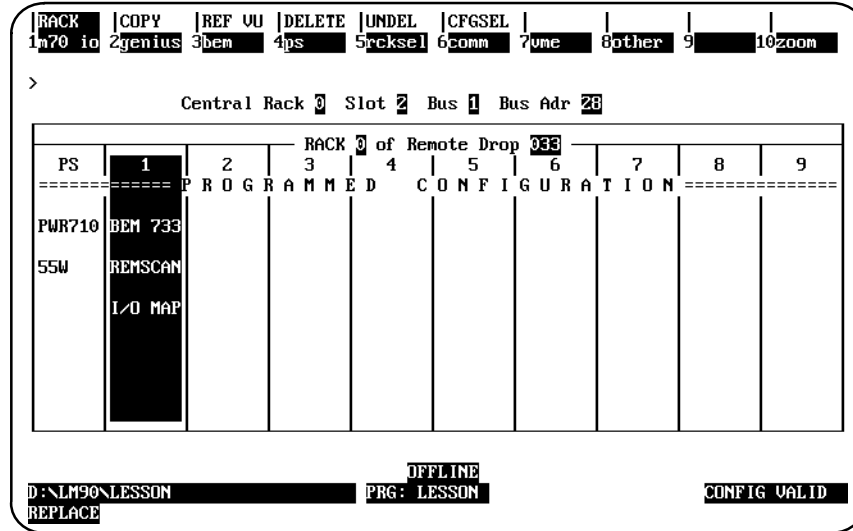 RACK |COPY |REF VU |DELETE |UNDEL |CFGSEL | | | |
1m70 io 2genius 3bem 4ps 5rcksel 6comm 7vme 8other 9 10zoom
>
Central Rack 0 Slot 2 Bus 1 Bus Adr 28
RACK 0 of Remote Drop 033
PS 1 2 3 4 5 6 7 8 9
============= P R O G R A M M E D C O N F I G U R A T I O N ===============
PWR710 BEM 733
55W REMSCAN
I/O MAP
OFFLINE
D:\LM90\LESSON PRG: LESSON CONFIG VALID
REPLACE